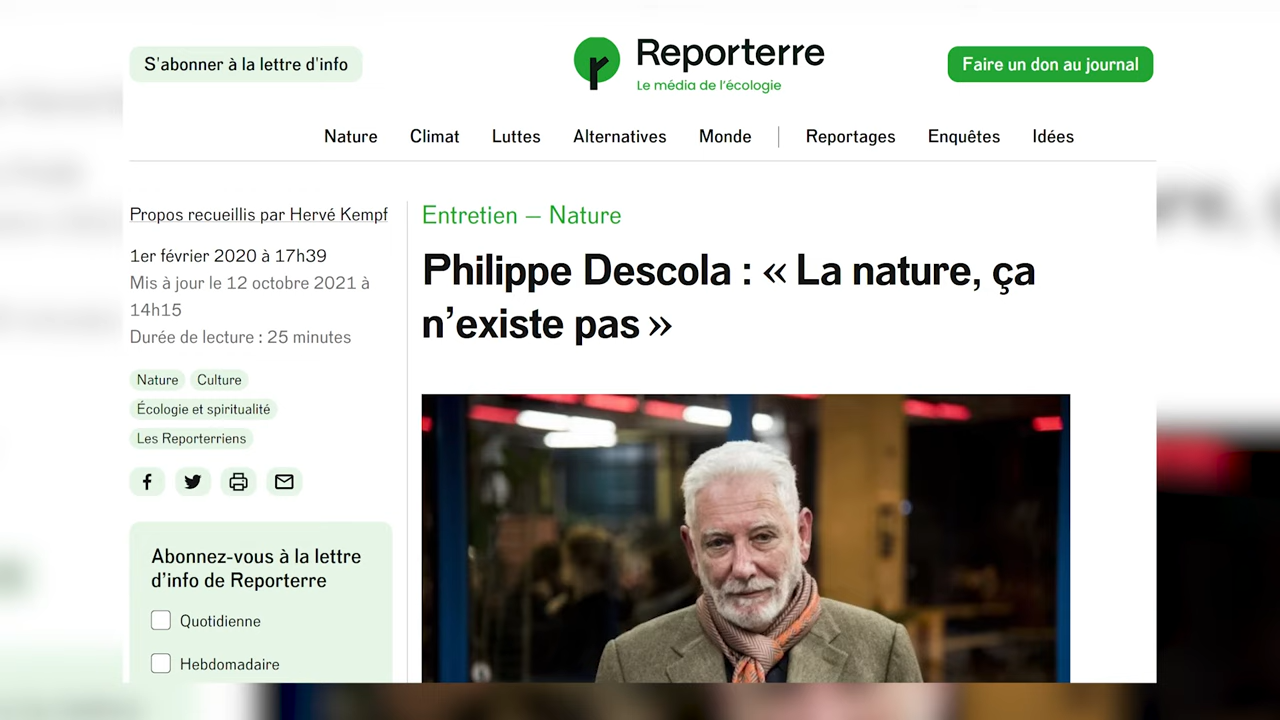 S'abonner à la lettre d'info
Reporterre
Le média de l'écologie
Faire un don au journal
Nature
Climat
Luttes
Alternatives
Monde
Reportages
Enquêtes
Idées
Propos recueillis par Hervé Kempf
1er février 2020 à 17h39
Mis à jour le 12 octobre 2021 à
14h15
Durée de lecture : 25 minutes
Nature
Culture
Écologie et spiritualité
Les Reporterriens
Abonnez-vous à la lettre
d’info de Reporterre
Quotidienne
Hebdomadaire
Entretien — Nature
Philippe Descola : « La nature, ça
n’existe pas »